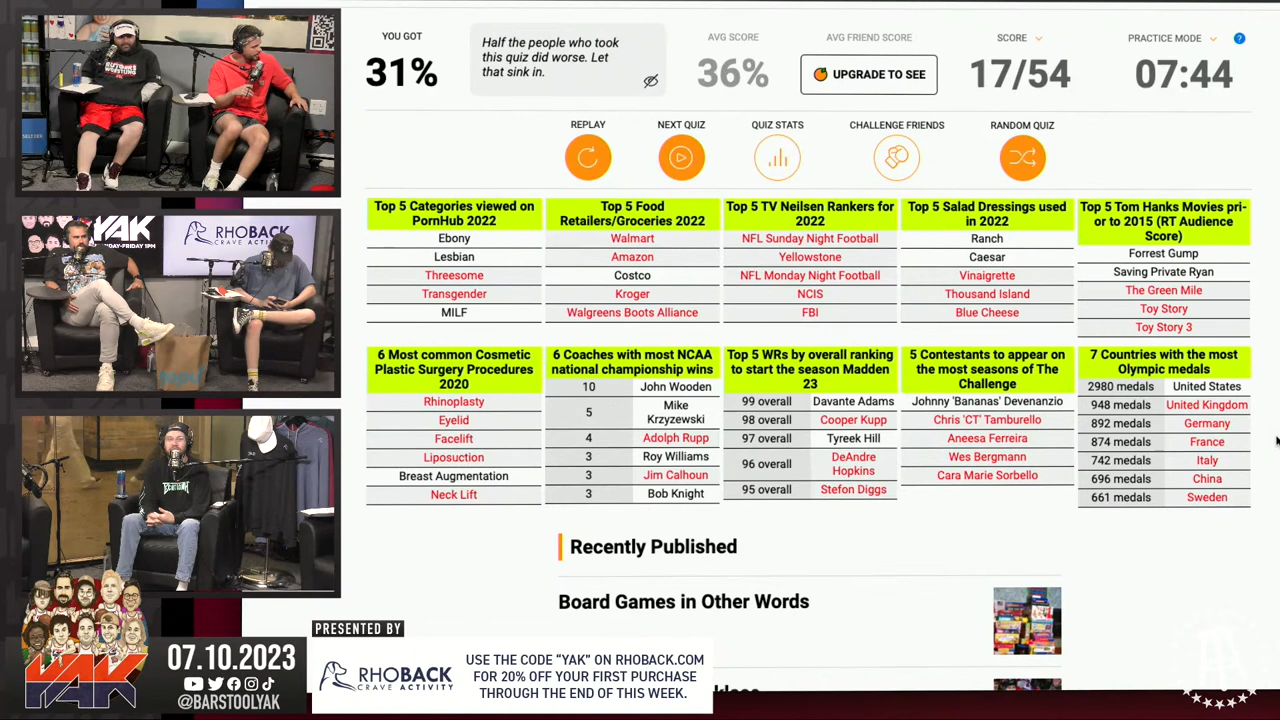 YOU GOT
31%
Half the people who took
this quiz did worse. Let
that sink in.
AVG SCORE
36%
AVG FRIEND SCORE
UPGRADE TO SEE
SCORE
17/54
PRACTICE MODE
?
07:44
REPLAY
NEXT QUIZ
QUIZ STATS
CHALLENGE FRIENDS
RANDOM QUIZ
Top 5 Categories viewed on
PornHub 2022
Ebony
Lesbian
Threesome
Transgender
MILF
Top 5 Food
Retailers/Groceries 2022
Walmart
Amazon
Costco
Kroger
Walgreens Boots Alliance
Top 5 TV Neilsen Rankers for
2022
NFL Sunday Night Football
Yellowstone
NFL Monday Night Football
NCIS
FBI
Top 5 Salad Dressings used
in 2022
Ranch
Caesar
Vinaigrette
Thousand Island
Blue Cheese
Top 5 Tom Hanks Movies pri-
or to 2015 (RT Audience
Score)
Forrest Gump
Saving Private Ryan
The Green Mile
Toy Story
Toy Story 3
6 Most common Cosmetic
Plastic Surgery Procedures
2020
Rhinoplasty
Eyelid
Facelift
Liposuction
Breast Augmentation
Neck Lift
6 Coaches with most NCAA
national championship wins
10 John Wooden
5 Mike
Krzyzewski
4 Adolph Rupp
3 Roy Williams
3 Jim Calhoun
3 Bob Knight
Top 5 WRs by overall ranking
to start the season Madden
23
99 overall Davante Adams
98 overall Cooper Kupp
97 overall Tyreek Hill
96 overall DeAndre
Hopkins
95 overall Stefon Diggs
5 Contestants to appear on
the most seasons of The
Challenge
Johnny 'Bananas' Devenanzio
Chris 'CT' Tamburello
Aneesa Ferreira
Wes Bergmann
Cara Marie Sorbello
7 Countries with the most
Olympic medals
2980 medals United States
948 medals United Kingdom
892 medals Germany
874 medals France
742 medals Italy
696 medals China
661 medals Sweden
Recently Published
Board Games in Other Words
RUTGERS
WRESTLING
YAK
RHOBACK
CRAVE ACTIVITY
YAK
07.10.2023
@BARSTOOLYAK
PRESENTED BY
RHOBACK
CRAVE ACTIVITY
USE THE CODE “YAK” ON RHOBACK.COM
FOR 20% OFF YOUR FIRST PURCHASE
THROUGH THE END OF THIS WEEK.